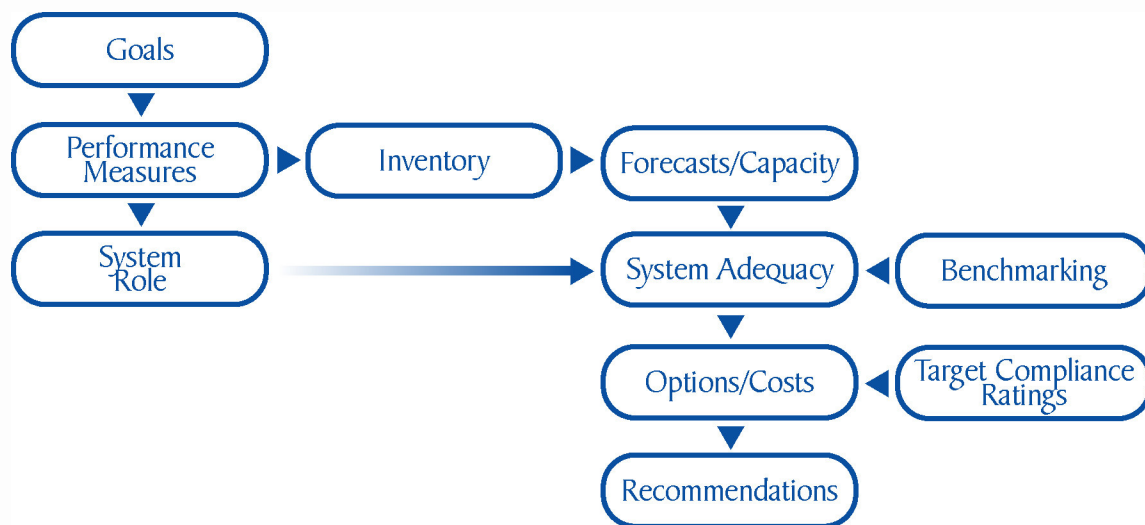 Goals
Performance
Measures
Inventory
Forecasts/Capacity
System
Role
System Adequacy
Benchmarking
Options/Costs
Target Compliance
Ratings
Recommendations